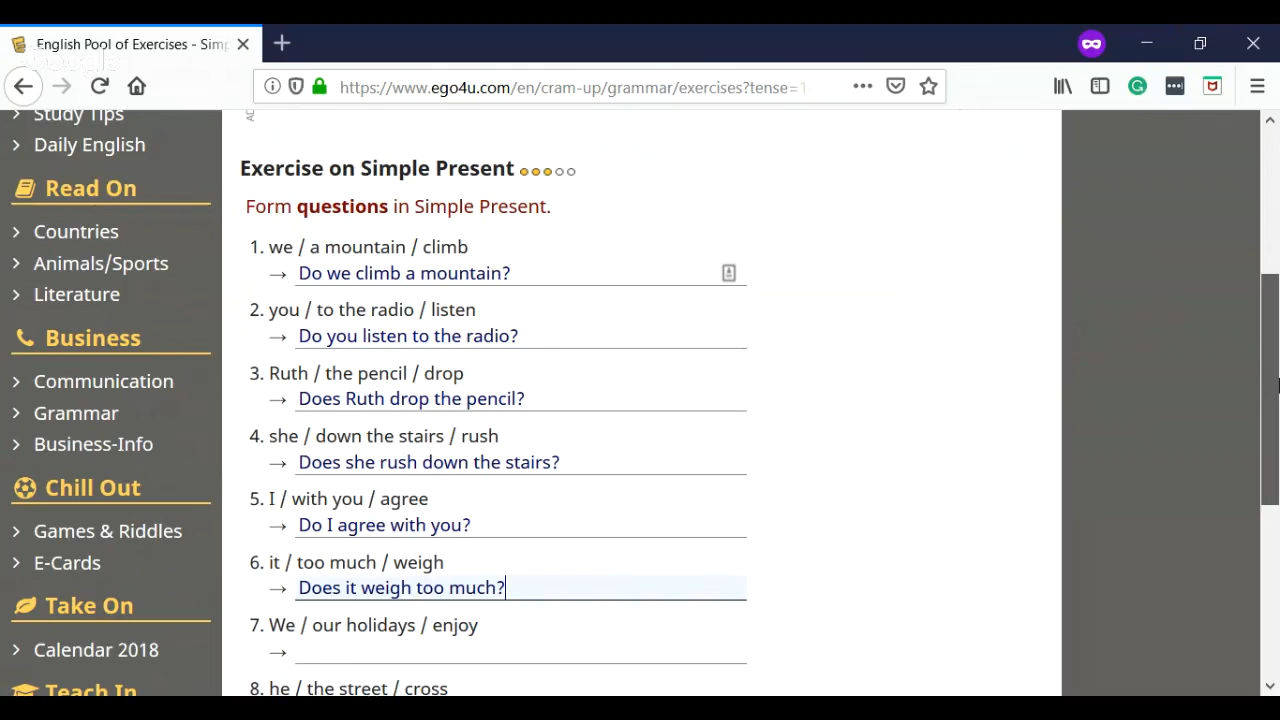 English Pool of Exercises - Sim
https://www.ego4u.com/en/cram-up/grammar/exercises?tense=1
Study Tips
Daily English
Read On
Countries
Animals/Sports
Literature
Business
Communication
Grammar
Business-Info
Chill Out
Games & Riddles
E-Cards
Take On
Calendar 2018
Teach In
Exercise on Simple Present
Form questions in Simple Present.
1. we / a mountain / climb
→ Do we climb a mountain?
2. you / to the radio / listen
→ Do you listen to the radio?
3. Ruth / the pencil / drop
→ Does Ruth drop the pencil?
4. she / down the stairs / rush
→ Does she rush down the stairs?
5. I / with you / agree
→ Do I agree with you?
6. it / too much / weigh
→ Does it weigh too much?
7. We / our holidays / enjoy
→
8. he / the street / cross